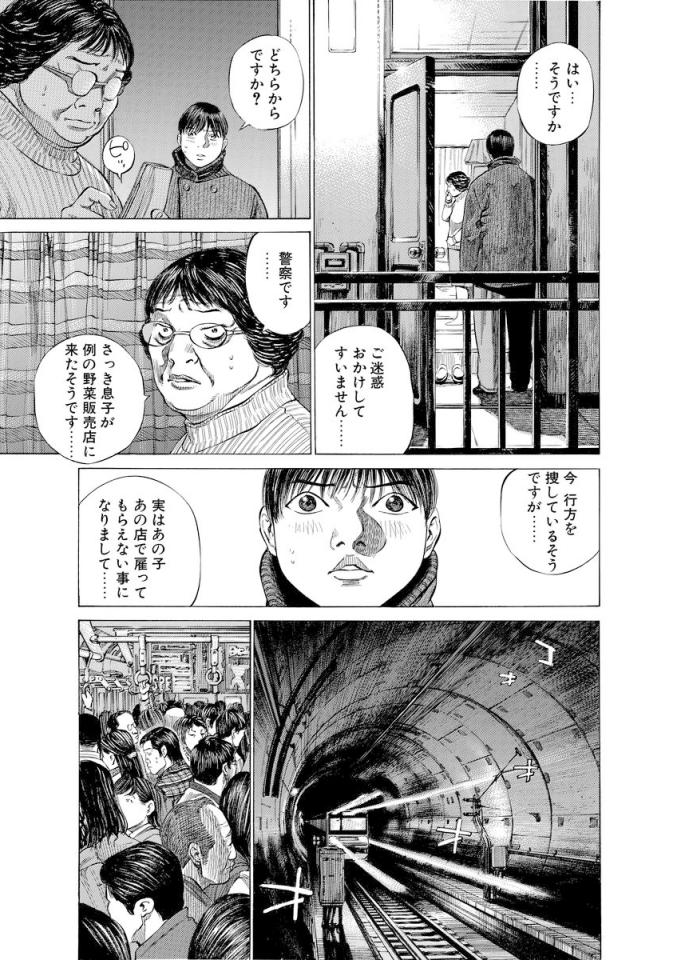 はい…
そうですか
……
ご迷惑
おかけして
すいません……
どちらから
ですか？
ピッ
警察です
……
さっき息子が
例の野菜販売店に
来たそうです……
今 行方を
捜しているそう
ですが……
実はあの子
あの店で雇って
もらえない事に
なりまして……